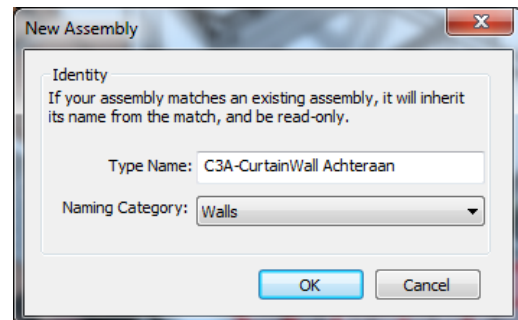 New Assembly
Identity
If your assembly matches an existing assembly, it will inherit
its name from the match, and be read-only.
Type Name: C3A-CurtainWall Achteraan
Naming Category: Walls
OK Cancel